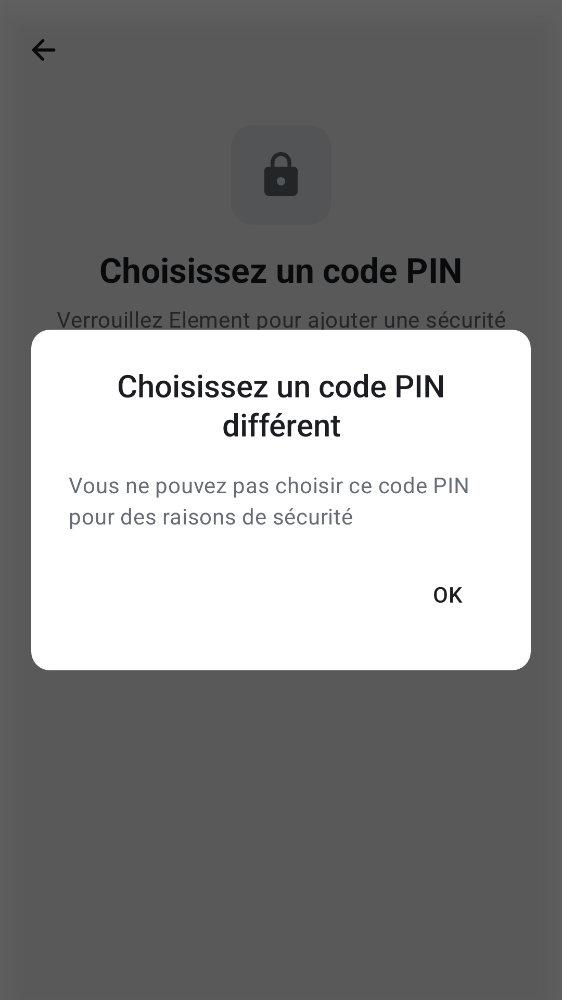 Choisissez un code PIN
Verrouillez Element pour ajouter une sécurité
Choisissez un code PIN
différent
Vous ne pouvez pas choisir ce code PIN
pour des raisons de sécurité
OK